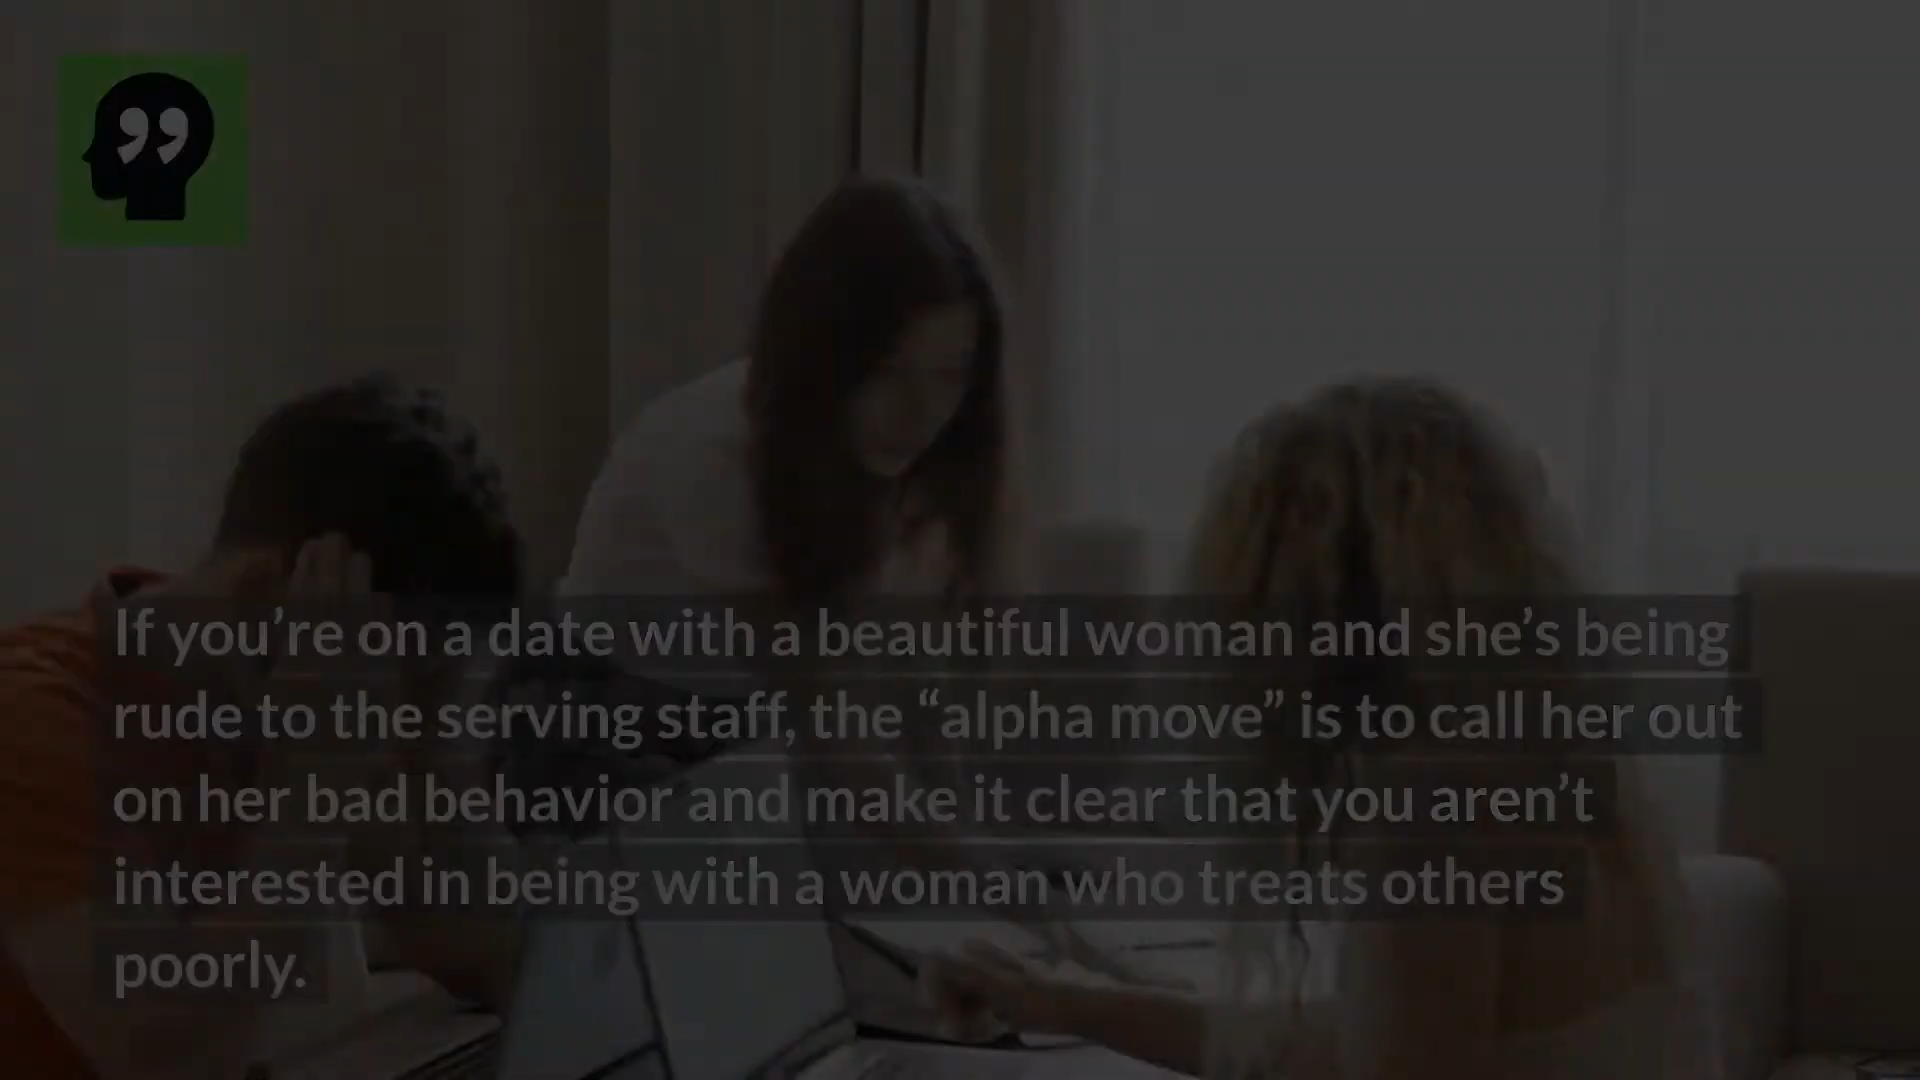 If you’re on a date with a beautiful woman and she’s being
rude to the serving staff, the “alpha move” is to call her out
on her bad behavior and make it clear that you aren’t
interested in being with a woman who treats others
poorly.